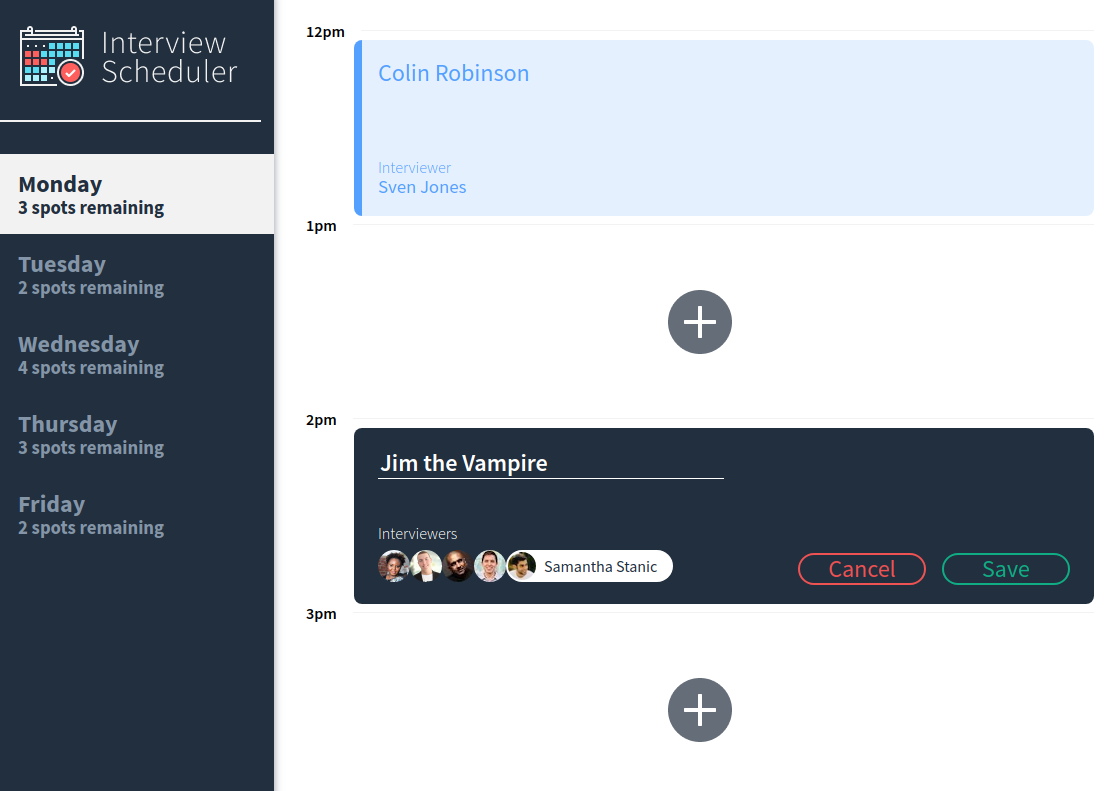 Interview
Scheduler
Monday
3 spots remaining
Tuesday
2 spots remaining
Wednesday
4 spots remaining
Thursday
3 spots remaining
Friday
2 spots remaining
12pm
Colin Robinson
Interviewer
Sven Jones
1pm
2pm
Jim the Vampire
Interviewers
Samantha Stanic
Cancel
Save
3pm